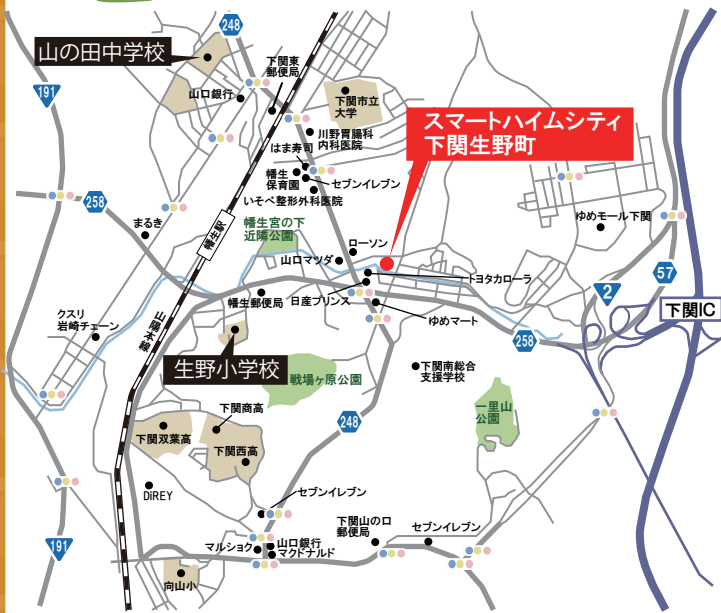 248
山の田中学校
下関東
郵便局
191
山口銀行
下関市立
大学
スマートハイムシティ
下関生野町
川野胃腸科
内科医院
はま寿司
幡生
保育園
セブンイレブン
いそべ整形外科医院
258
まるき
幡生駅
幡生宮の下
近隣公園
ローソン
山口マツダ
ゆめモール下関
トヨタカローラ
57
2
下関IC
幡生郵便局
日産プリンス
クスリ
岩崎チェーン
山陽本線
ゆめマート
258
生野小学校
戦場ヶ原公園
下関南総合
支援学校
一里山
公園
下関商高
下関双葉高
248
下関西高
DiREY
セブンイレブン
191
マルショク
山口銀行
マクドナルド
下関山の口
郵便局
セブンイレブン
向山小